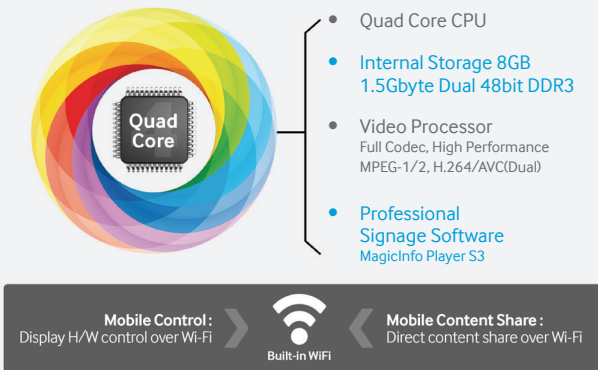 Quad
Core
Quad Core CPU
Internal Storage 8GB
1.5Gbyte Dual 48bit DDR3
Video Processor
Full Codec, High Performance
MPEG-1/2, H.264/AVC(Dual)
Professional
Signage Software
MagicInfo Player S3
Mobile Control :
Display H/W control over Wi-Fi
Built-in WiFi
Mobile Content Share :
Direct content share over Wi-Fi